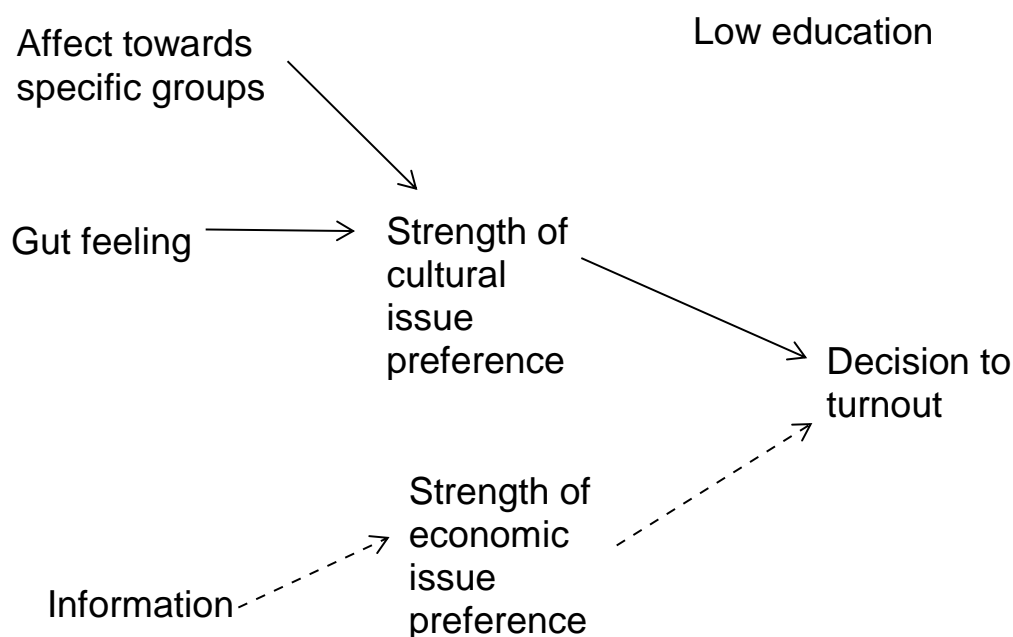 Low education
Affect towards
specific groups
Gut feeling
Strength of
cultural
issue
preference
Decision to
turnout
Strength of
economic
issue
preference
Information